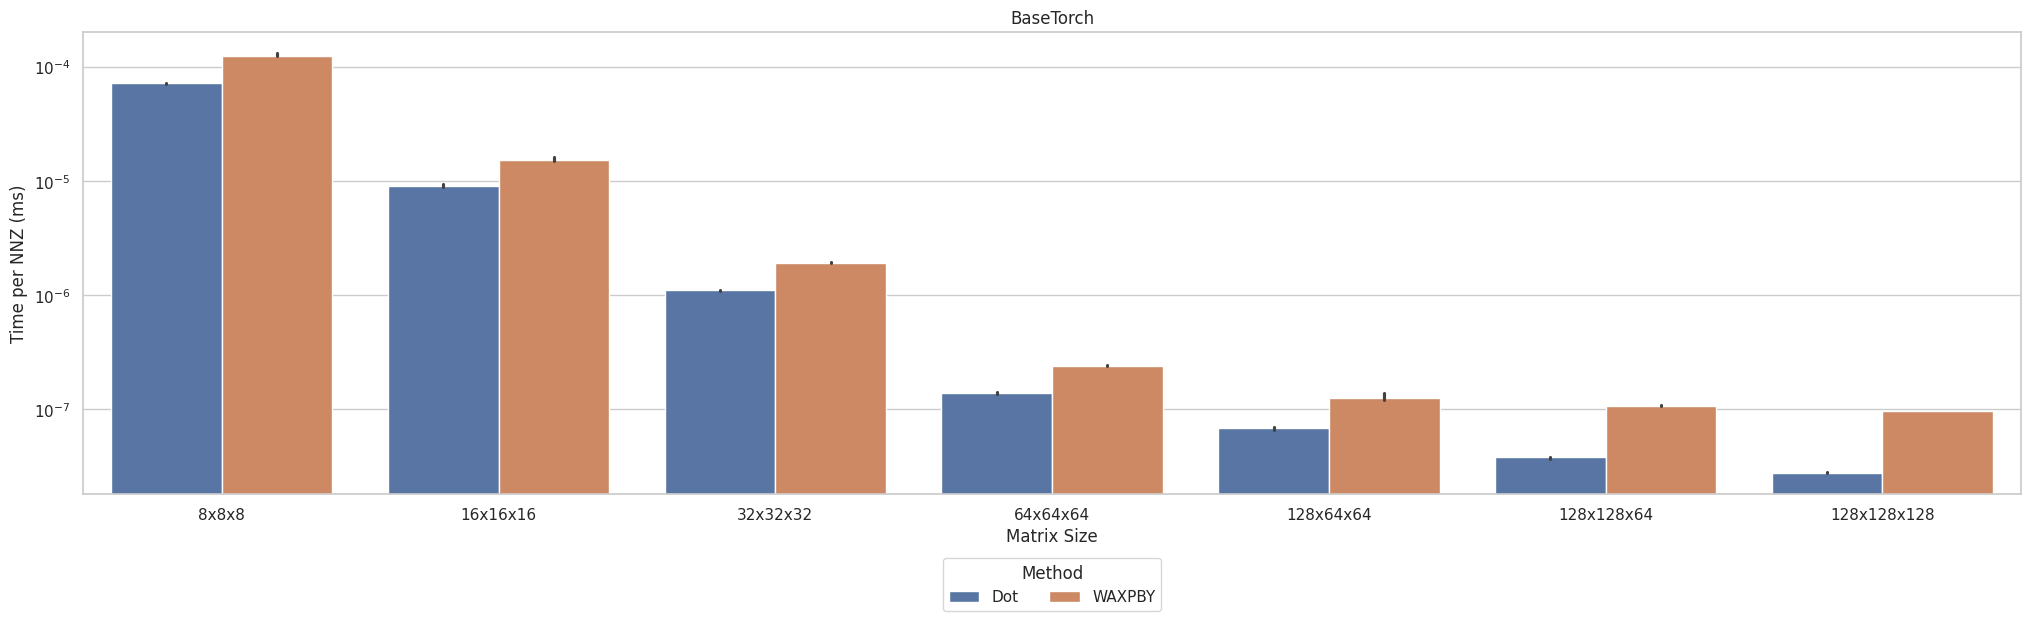 BaseTorch
Time per NNZ (ms)
10⁻⁴
10⁻⁵
10⁻⁶
10⁻⁷
8x8x8 16x16x16 32x32x32 64x64x64 128x64x64 128x128x64 128x128x128
Matrix Size
Method
Dot WAXPBY